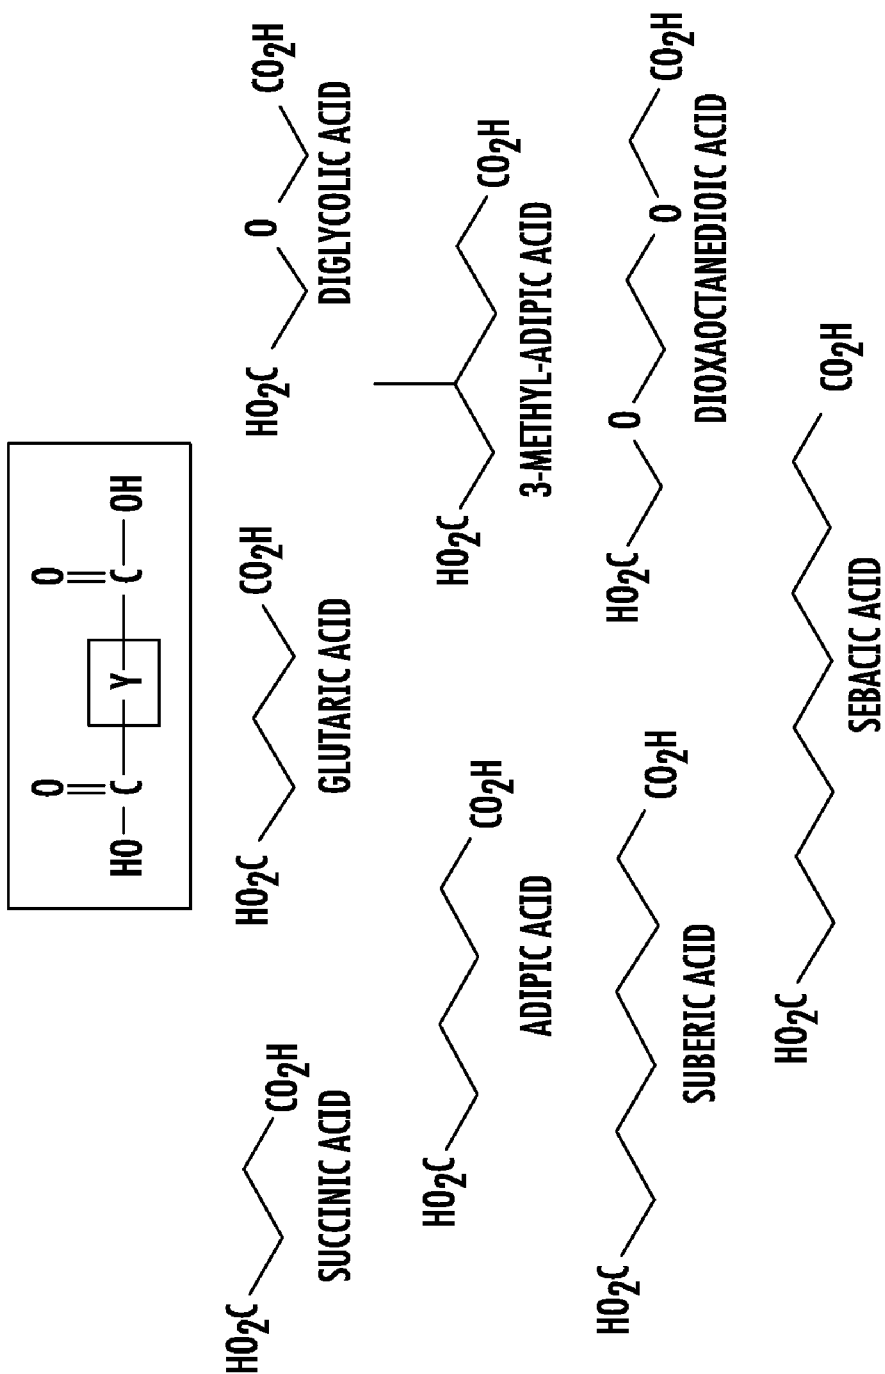 O O
HO C Y C OH
HO2C CO2H
SUCCINIC ACID
HO2C CO2H
GLUTARIC ACID
HO2C O CO2H
DIGLYCOLIC ACID
HO2C CO2H
ADIPIC ACID
HO2C CO2H
3-METHYL-ADIPIC ACID
HO2C CO2H
SUBERIC ACID
HO2C O O CO2H
DIOXAOCTANEDIOIC ACID
HO2C CO2H
SEBACIC ACID